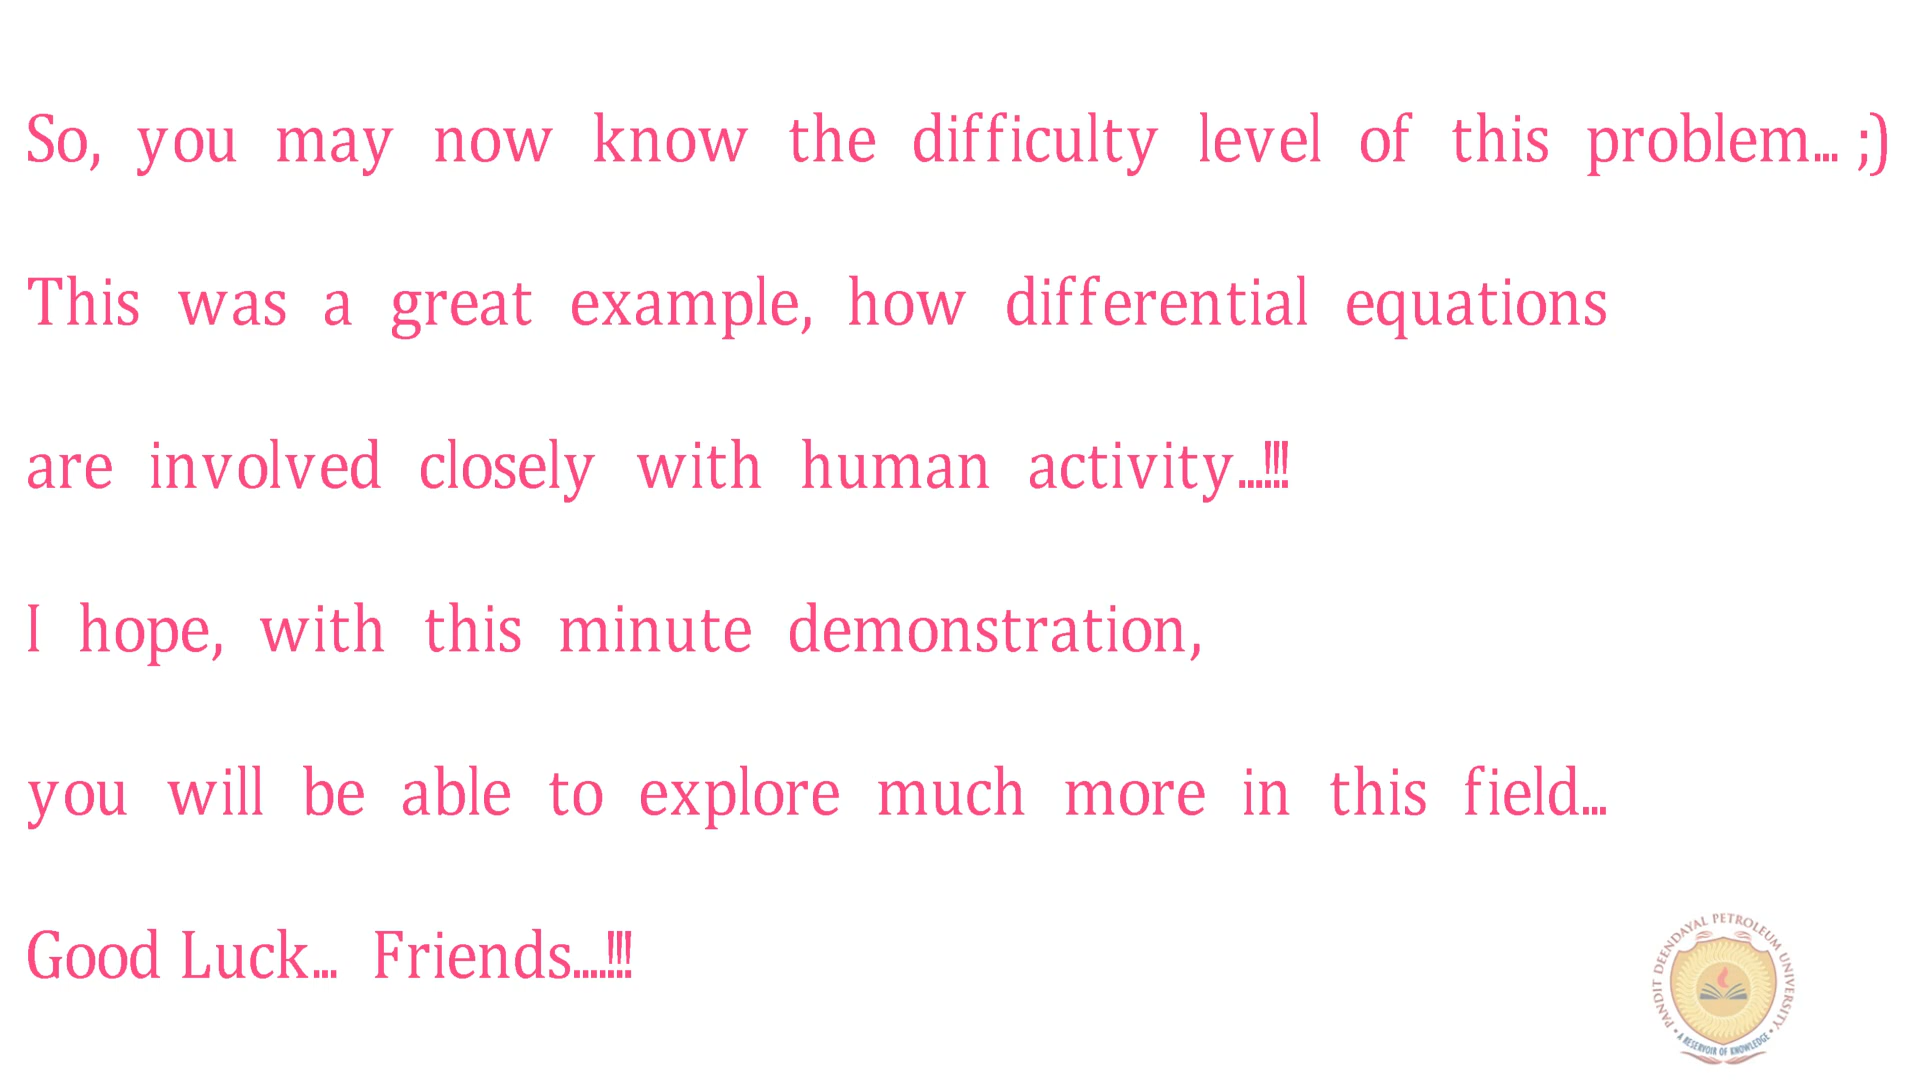 So, you may now know the difficulty level of this problem... ;)
This was a great example, how differential equations
are involved closely with human activity...!!!
I hope, with this minute demonstration,
you will be able to explore much more in this field...
Good Luck... Friends....!!!
PANDIT DEENDAYAL PETROLEUM UNIVERSITY
• A RESERVOIR OF KNOWLEDGE •